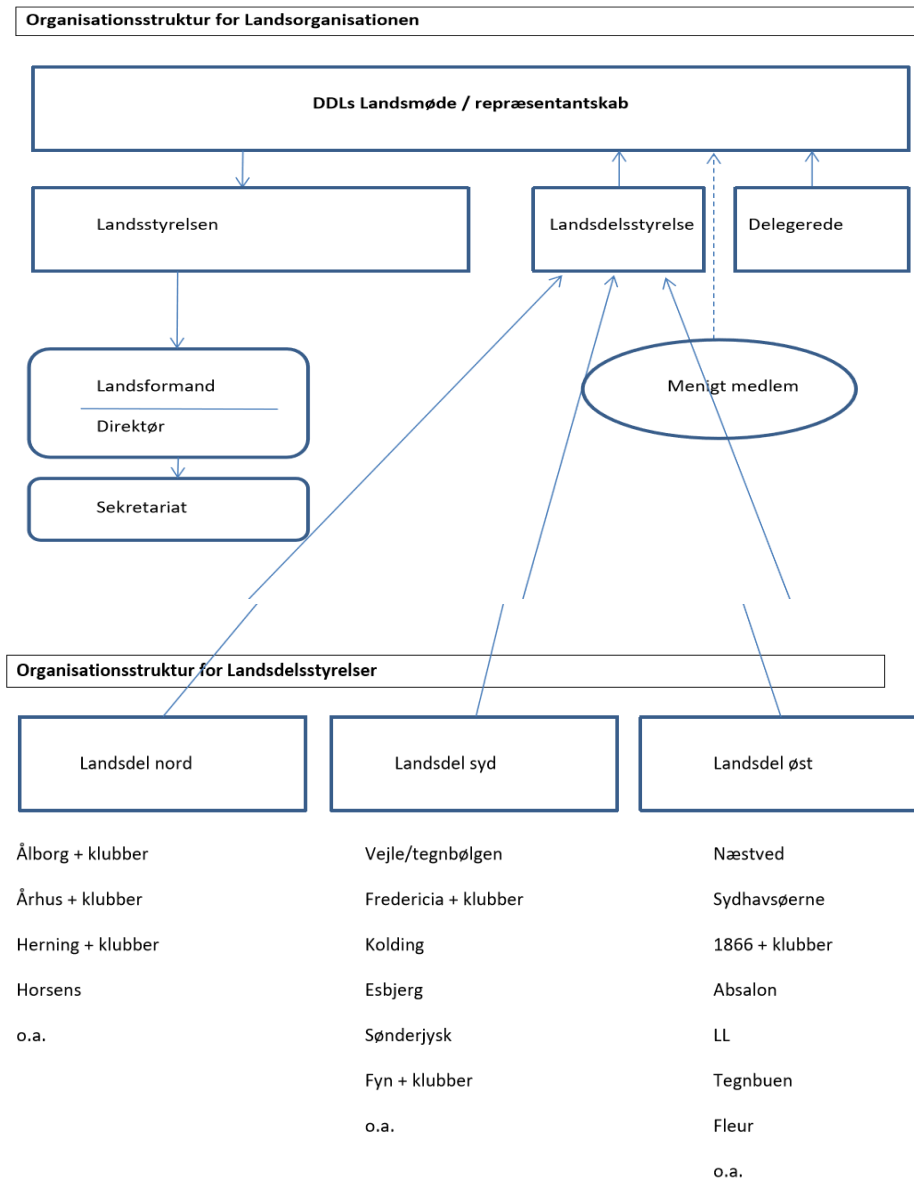 Organisationsstruktur for Landsorganisationen
DDLs Landsmøde / repræsentantskab
Landsstyrelsen
Landsdelsstyrelse
Delegerede
Landsformand
Direktør
Menigt medlem
Sekretariat
Organisationsstruktur for Landsdelsstyrelser
Landsdel nord
Landsdel syd
Landsdel øst
Ålborg + klubber
Århus + klubber
Herning + klubber
Horsens
o.a.
Vejle/tegnbølgen
Fredericia + klubber
Kolding
Esbjerg
Sønderjysk
Fyn + klubber
o.a.
Næstved
Sydhavsøerne
1866 + klubber
Absalon
LL
Tegnbuen
Fleur
o.a.